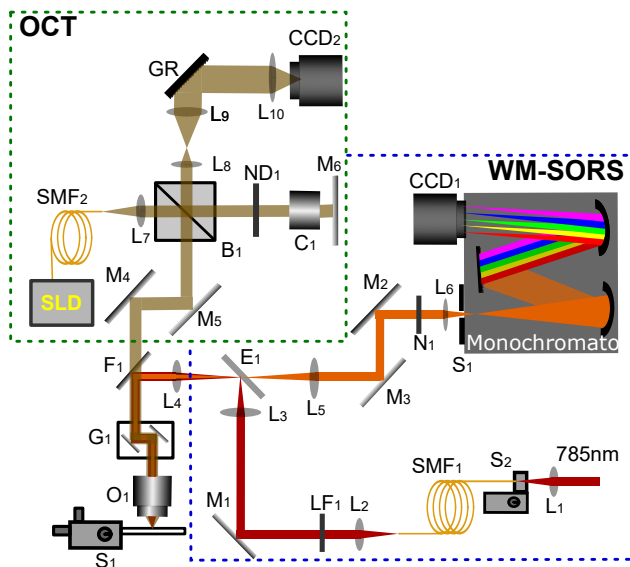 OCT
CCD2
GR
L9
L10
WM-SORS
L8
M6
ND1
CCD1
SMF2
L7
B1
C1
M4
M2
L6
SLD
M5
N1
Monochromato
S1
E1
F1
M3
L4
L3
L5
G1
785nm
SMF1
S2
O1
M1
LF1
L2
L1
S1